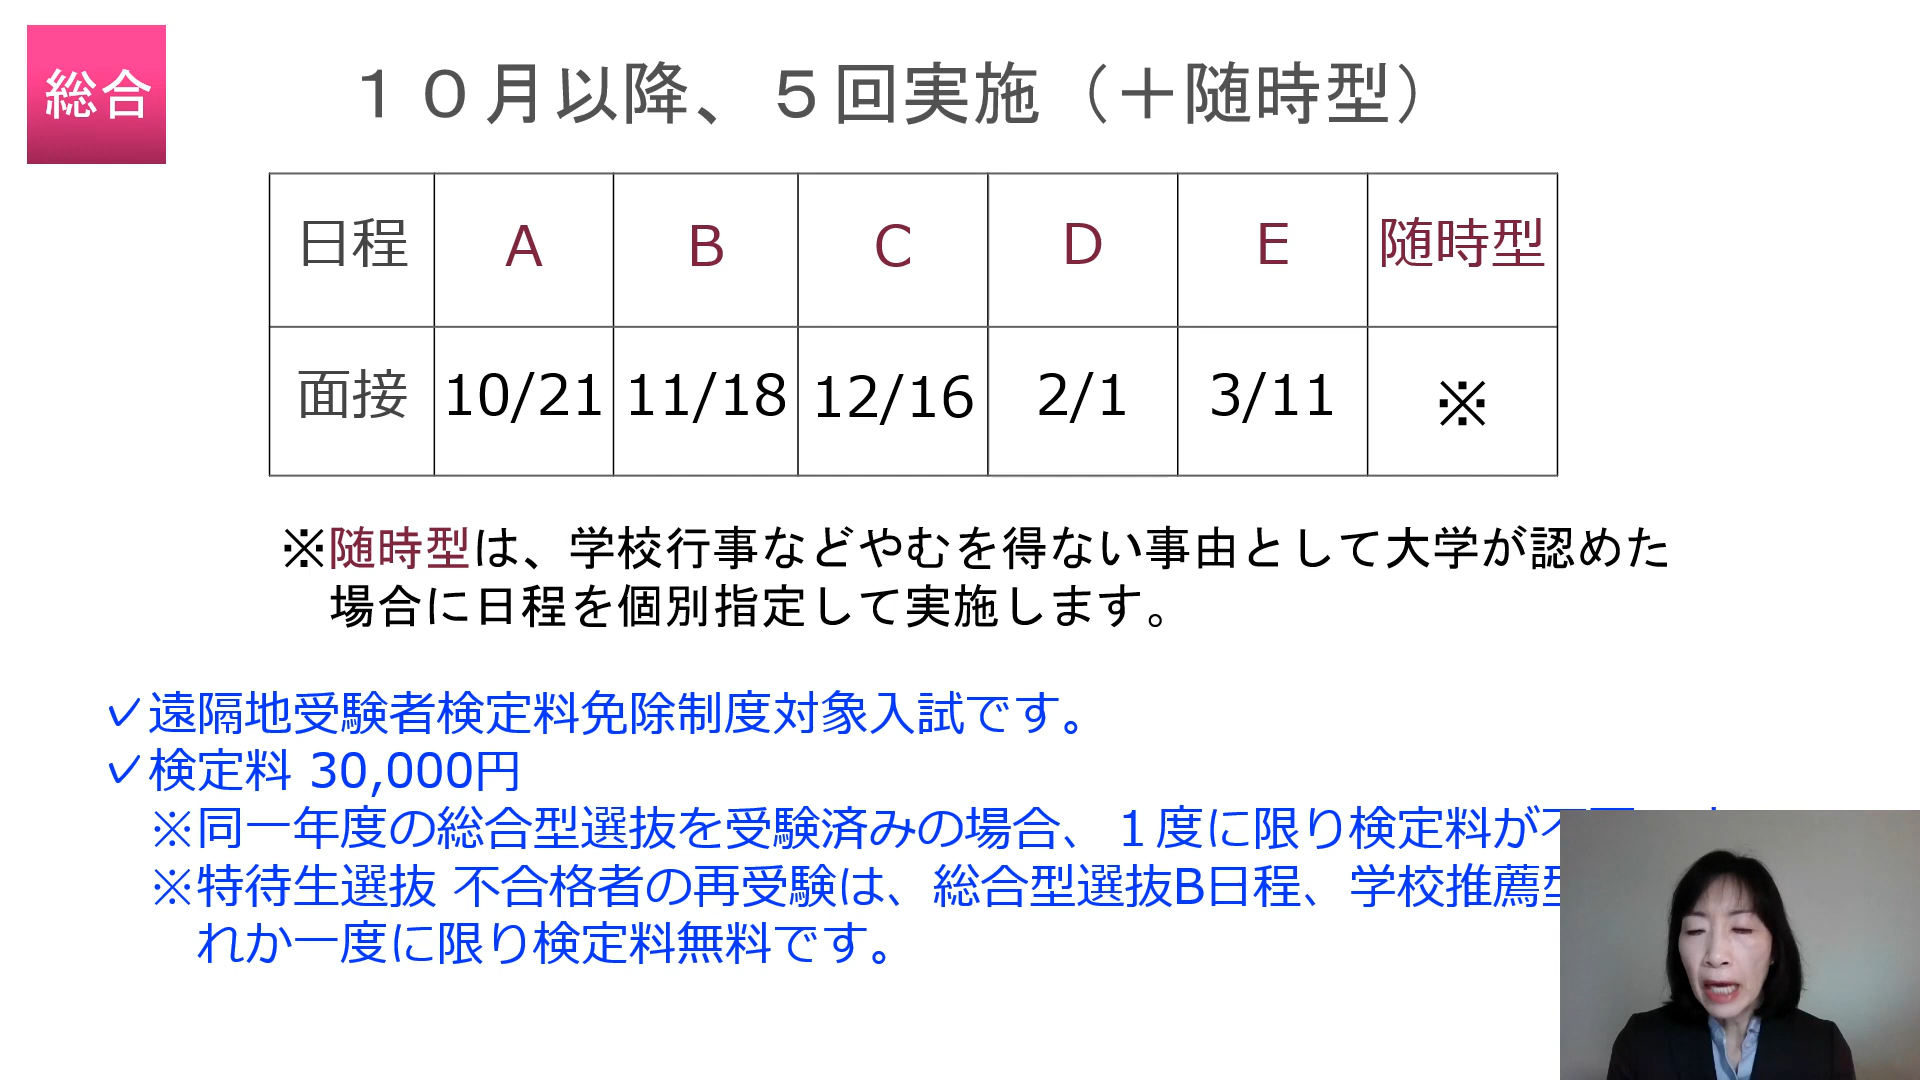 総合
１０月以降、５回実施（＋随時型）
日程 A B C D E 随時型
面接 10/21 11/18 12/16 2/1 3/11 ※
※随時型は、学校行事などやむを得ない事由として大学が認めた
場合に日程を個別指定して実施します。
✓遠隔地受験者検定料免除制度対象入試です。
✓検定料 30,000円
※同一年度の総合型選抜を受験済みの場合、１度に限り検定料が
※特待生選抜 不合格者の再受験は、総合型選抜B日程、学校推薦
れか一度に限り検定料無料です。